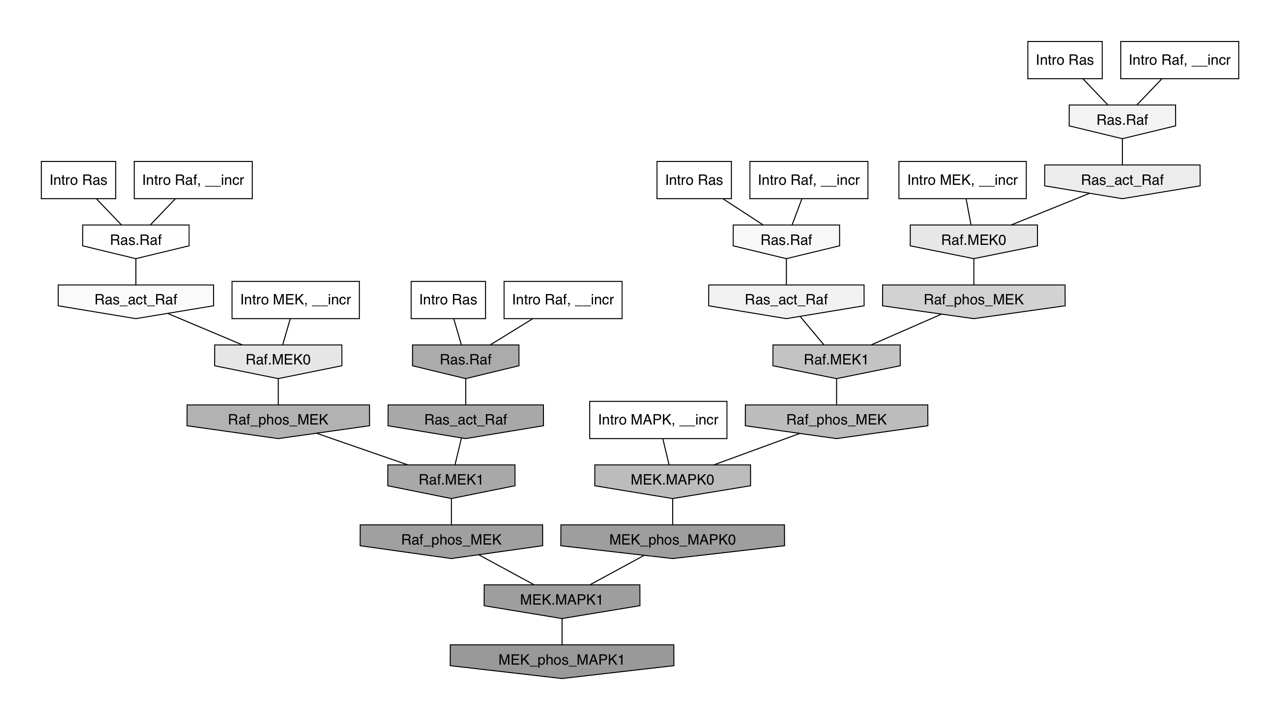 Intro Ras
Intro Raf, __incr
Ras.Raf
Intro Ras
Intro Raf, __incr
Intro Ras
Intro Raf, __incr
Intro MEK, __incr
Ras_act_Raf
Ras.Raf
Ras.Raf
Raf.MEK0
Ras_act_Raf
Intro MEK, __incr
Intro Ras
Intro Raf, __incr
Ras_act_Raf
Raf_phos_MEK
Raf.MEK0
Ras.Raf
Raf.MEK1
Raf_phos_MEK
Ras_act_Raf
Intro MAPK, __incr
Raf_phos_MEK
Raf.MEK1
MEK.MAPK0
Raf_phos_MEK
MEK_phos_MAPK0
MEK.MAPK1
MEK_phos_MAPK1